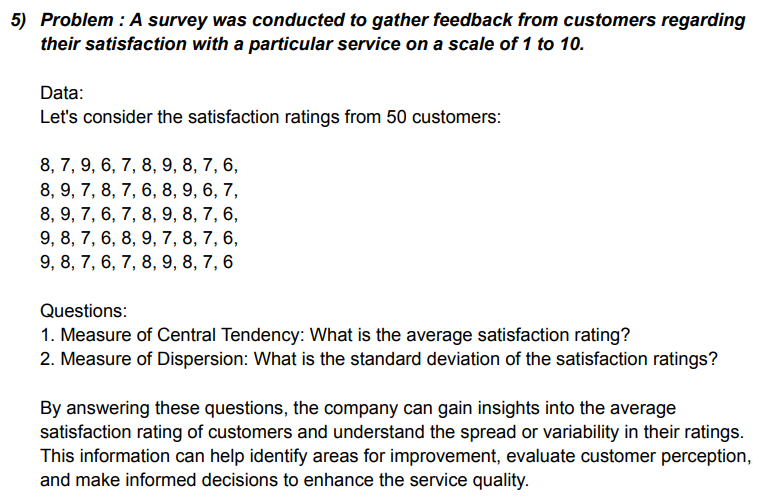 5) Problem : A survey was conducted to gather feedback from customers regarding
their satisfaction with a particular service on a scale of 1 to 10.
Data:
Let's consider the satisfaction ratings from 50 customers:
8, 7, 9, 6, 7, 8, 9, 8, 7, 6,
8, 9, 7, 8, 7, 6, 8, 9, 6, 7,
8, 9, 7, 6, 7, 8, 9, 8, 7, 6,
9, 8, 7, 6, 8, 9, 7, 8, 7, 6,
9, 8, 7, 6, 7, 8, 9, 8, 7, 6
Questions:
1. Measure of Central Tendency: What is the average satisfaction rating?
2. Measure of Dispersion: What is the standard deviation of the satisfaction ratings?
By answering these questions, the company can gain insights into the average
satisfaction rating of customers and understand the spread or variability in their ratings.
This information can help identify areas for improvement, evaluate customer perception,
and make informed decisions to enhance the service quality.